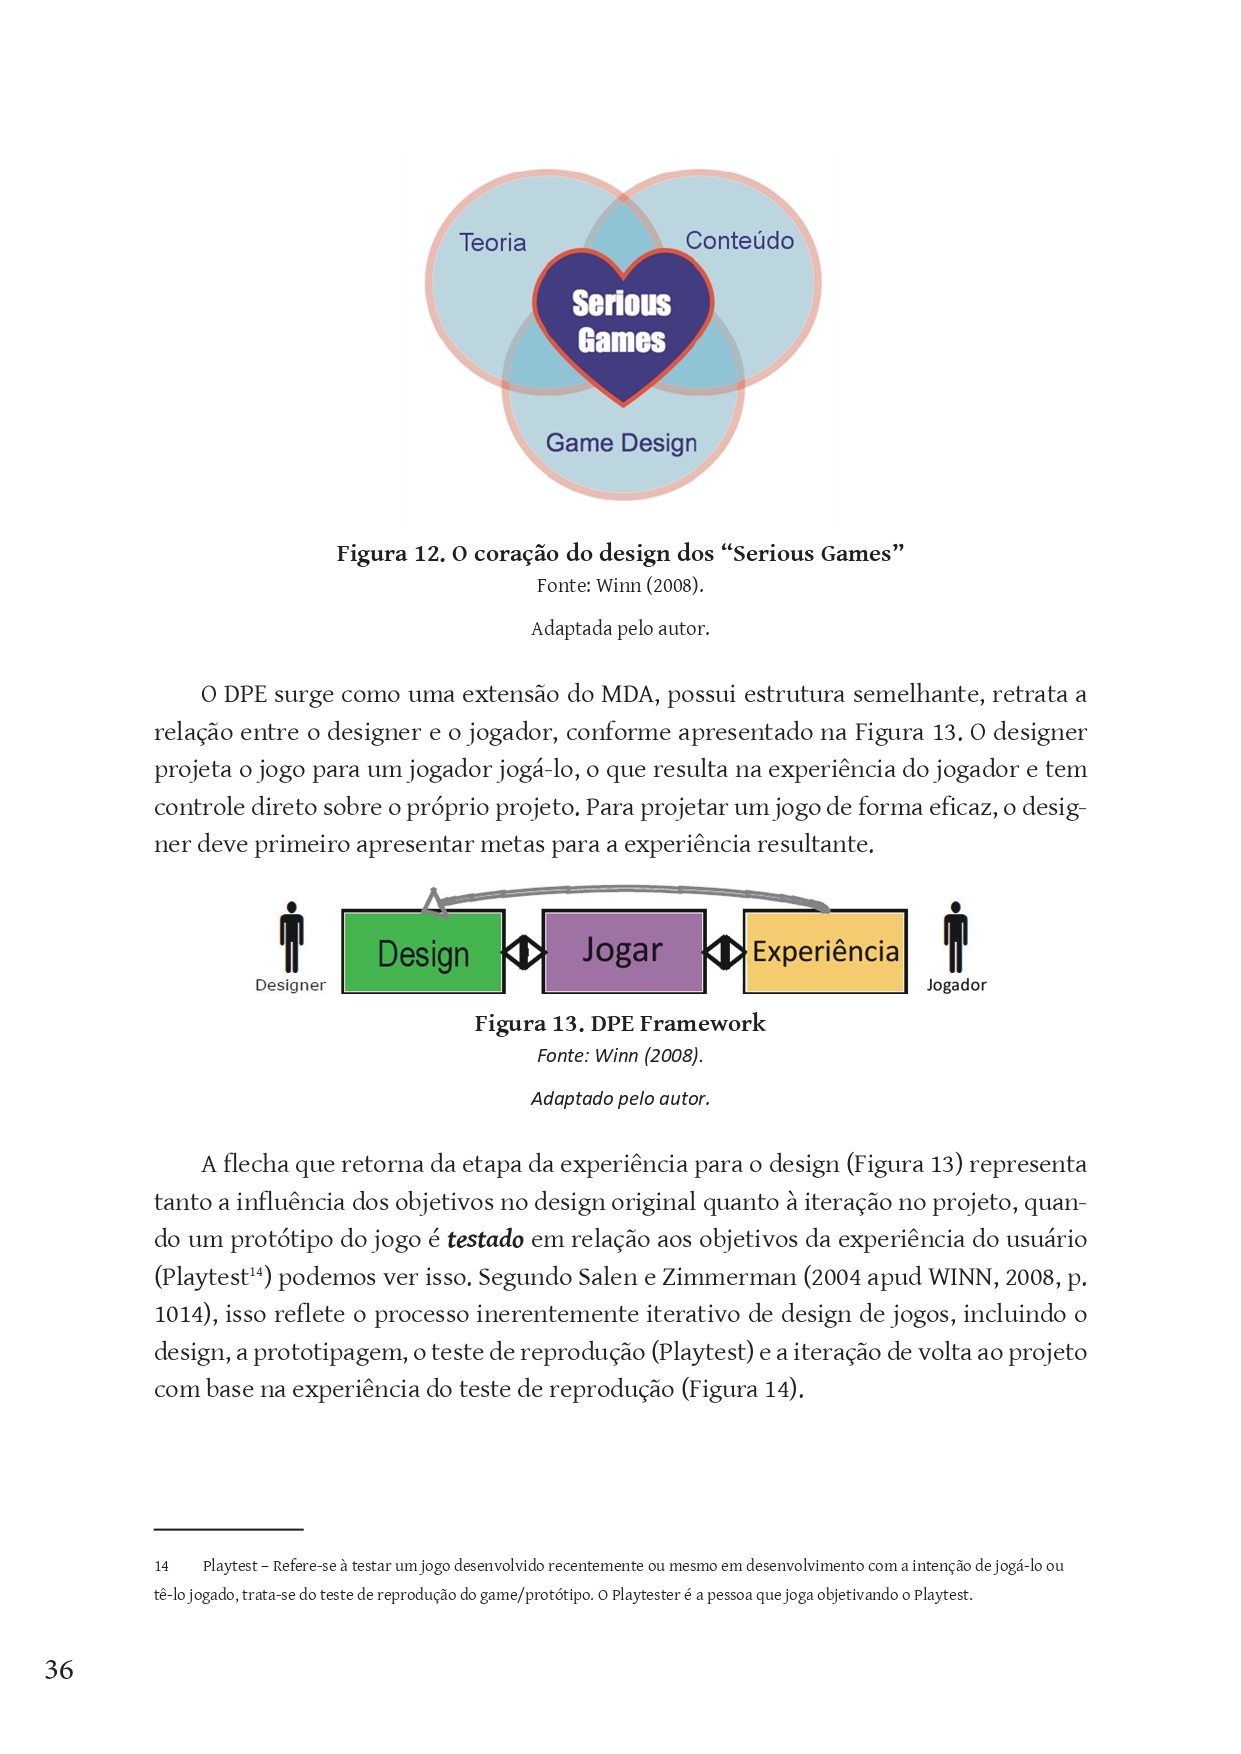 Teoria
Conteúdo
Serious
Games
Game Design
Figura 12. O coração do design dos “Serious Games”
Fonte: Winn (2008).
Adaptada pelo autor.
O DPE surge como uma extensão do MDA, possui estrutura semelhante, retrata a
relação entre o designer e o jogador, conforme apresentado na Figura 13. O designer
projeta o jogo para um jogador jogá-lo, o que resulta na experiência do jogador e tem
controle direto sobre o próprio projeto. Para projetar um jogo de forma eficaz, o desig-
ner deve primeiro apresentar metas para a experiência resultante.
Designer
Design
Jogar
Experiência
Jogador
Figura 13. DPE Framework
Fonte: Winn (2008).
Adaptado pelo autor.
A flecha que retorna da etapa da experiência para o design (Figura 13) representa
tanto a influência dos objetivos no design original quanto à iteração no projeto, quan-
do um protótipo do jogo é testado em relação aos objetivos da experiência do usuário
(Playtest14) podemos ver isso. Segundo Salen e Zimmerman (2004 apud WINN, 2008, p.
1014), isso reflete o processo inerentemente iterativo de design de jogos, incluindo o
design, a prototipagem, o teste de reprodução (Playtest) e a iteração de volta ao projeto
com base na experiência do teste de reprodução (Figura 14).
14 Playtest – Refere-se à testar um jogo desenvolvido recentemente ou mesmo em desenvolvimento com a intenção de jogá-lo ou
tê-lo jogado, trata-se do teste de reprodução do game/protótipo. O Playtester é a pessoa que joga objetivando o Playtest.
36